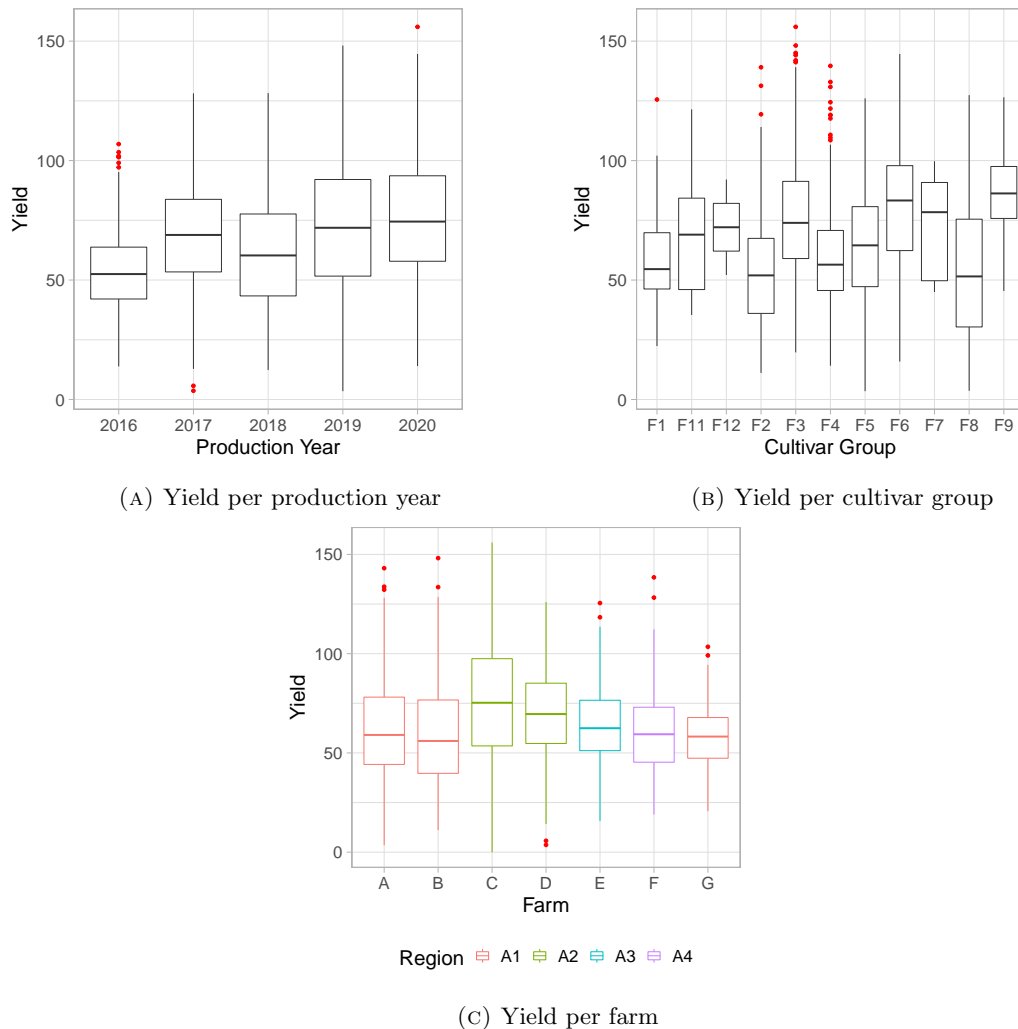 150
100
50
0
Yield
2016 2017 2018 2019 2020
Production Year
(A) Yield per production year
150
100
50
0
Yield
F1 F11 F12 F2 F3 F4 F5 F6 F7 F8 F9
Cultivar Group
(B) Yield per cultivar group
150
100
50
0
Yield
A B C D E F G
Farm
Region A1 A2 A3 A4
(C) Yield per farm